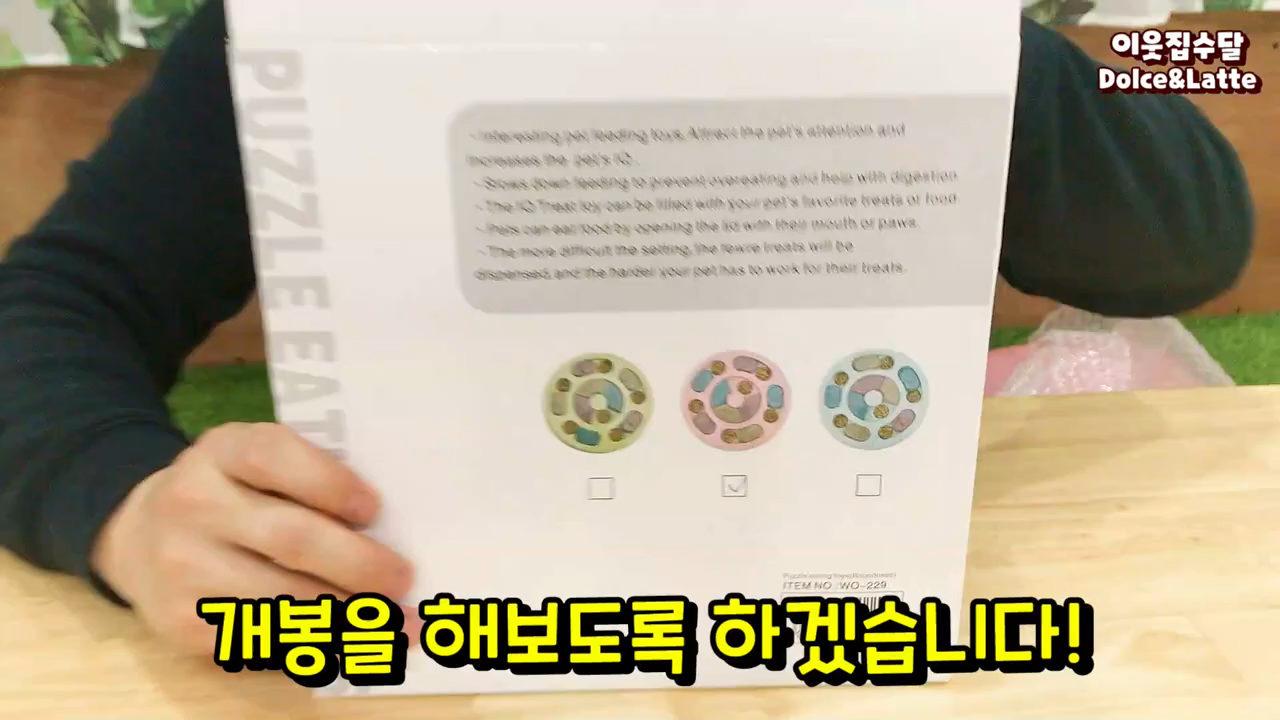 이웃집수달
Dolce&Latte
PUZZLE EAT
- Interesting pet feeding toys. Attract the pet's attention and
increases the pet's IQ.
- Slows down feeding to prevent overeating and help with digestion
- The IQ Treat toy can be filled with your pet's favorite treats or food
- Pets can eat food by opening the lid with their mouth or paws.
- The more difficult the setting, the fewre treats will be
dispensed, and the harder your pet has to work for their treats.
ITEM NO.:WO-229
개봉을 해보도록 하겠습니다!